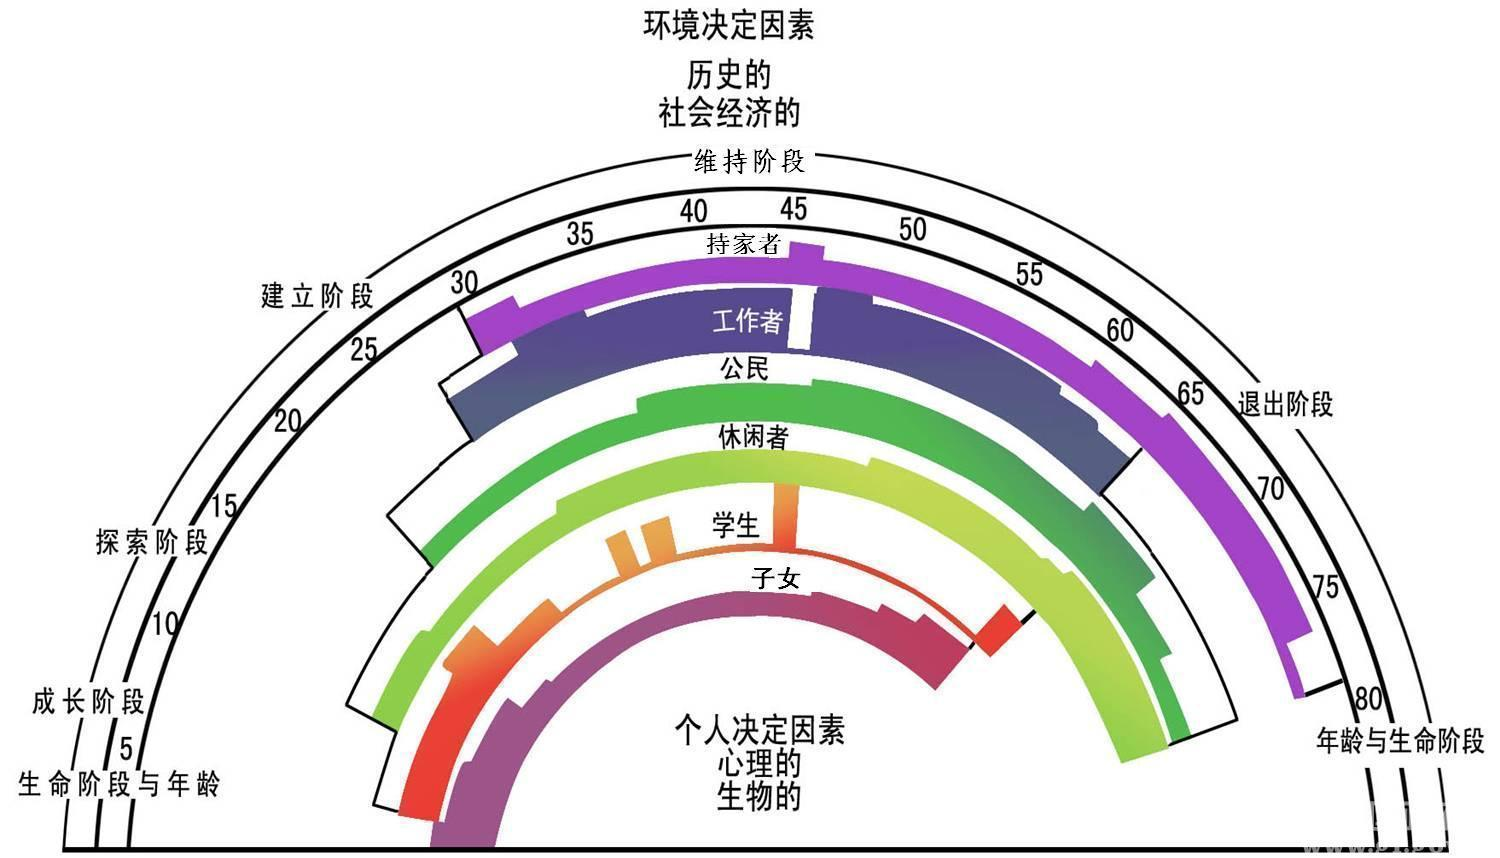 环境决定因素
历史的
社会经济的
维持阶段
40
45
35
50
持家者
30
55
建立阶段
工作者
60
25
公民
65
退出阶段
20
休闲者
70
15
学生
探索阶段
子女
75
10
成长阶段
80
个人决定因素
5
年龄与生命阶段
心理的
生命阶段与年龄
生物的